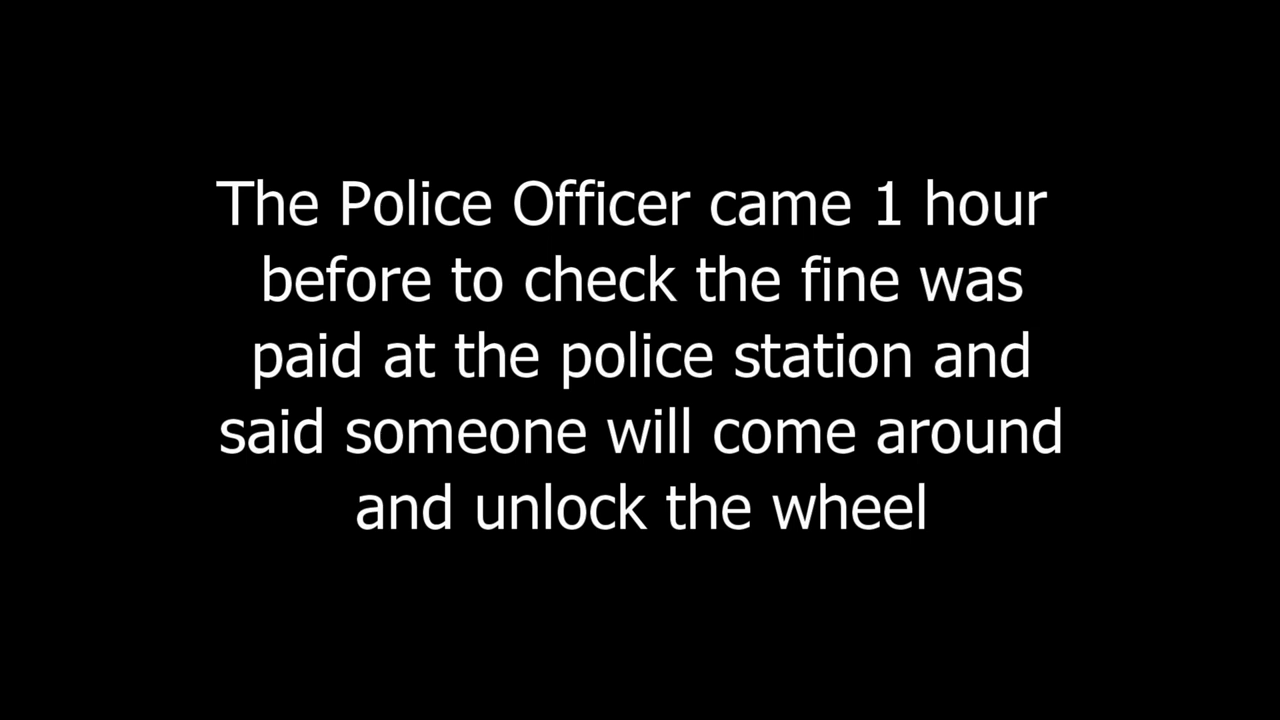 The Police Officer came 1 hour
before to check the fine was
paid at the police station and
said someone will come around
and unlock the wheel